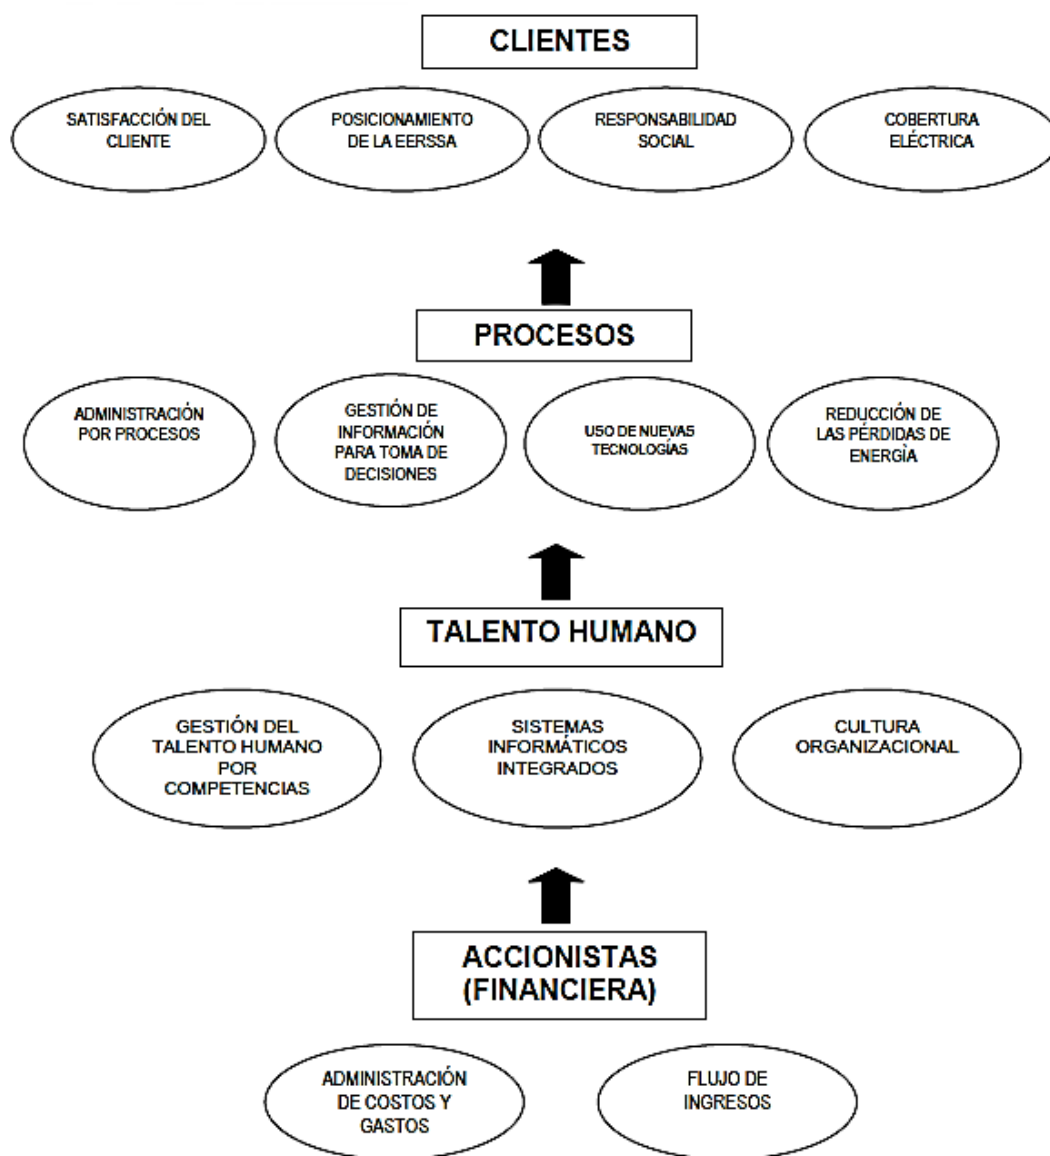 CLIENTES
SATISFACCIÓN DEL
CLIENTE
POSICIONAMIENTO
DE LA EERSSA
RESPONSABILIDAD
SOCIAL
COBERTURA
ELÉCTRICA
PROCESOS
ADMINISTRACIÓN
POR PROCESOS
GESTIÓN DE
INFORMACIÓN
PARA TOMA DE
DECISIONES
USO DE NUEVAS
TECNOLOGÍAS
REDUCCIÓN DE
LAS PÉRDIDAS DE
ENERGÌA
TALENTO HUMANO
GESTIÓN DEL
TALENTO HUMANO
POR
COMPETENCIAS
SISTEMAS
INFORMÁTICOS
INTEGRADOS
CULTURA
ORGANIZACIONAL
ACCIONISTAS
(FINANCIERA)
ADMINISTRACIÓN
DE COSTOS Y
GASTOS
FLUJO DE
INGRESOS